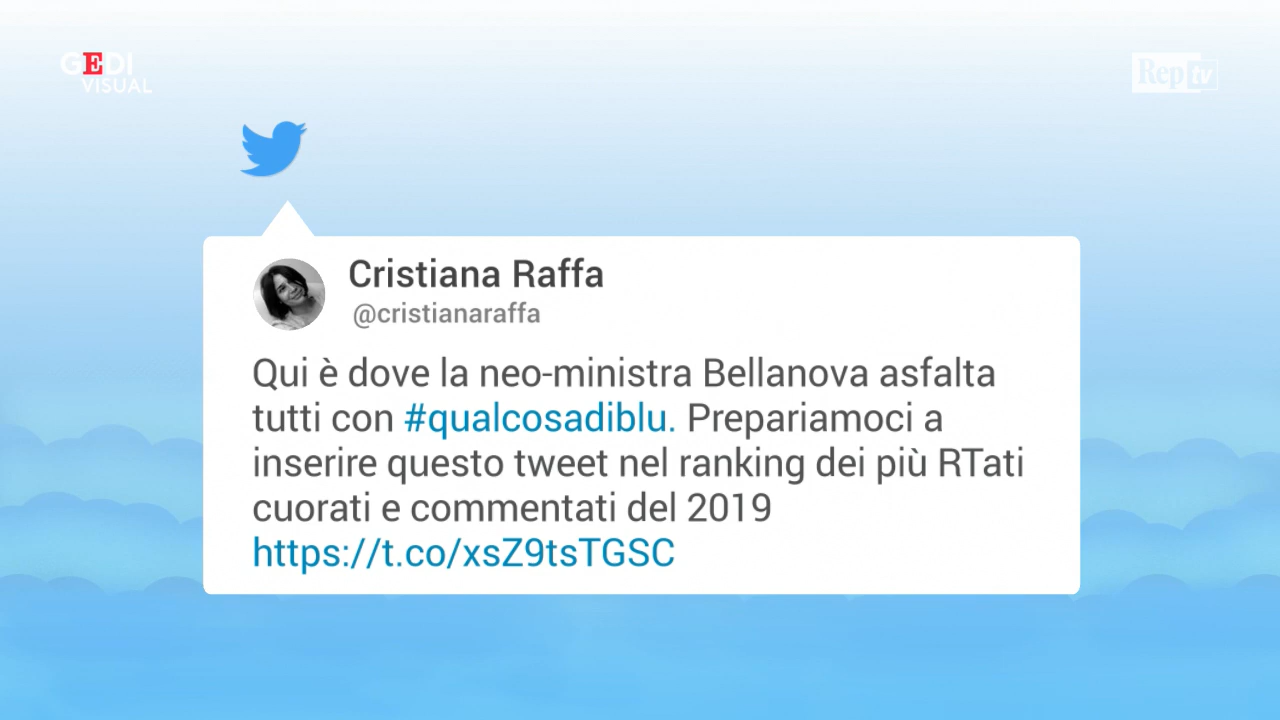 GEDI
VISUAL
Rep tv
Cristiana Raffa
@cristianaraffa
Qui è dove la neo-ministra Bellanova asfalta
tutti con #qualcosadiblu. Prepariamoci a
inserire questo tweet nel ranking dei più RTati
cuorati e commentati del 2019
https://t.co/xsZ9tsTGSC